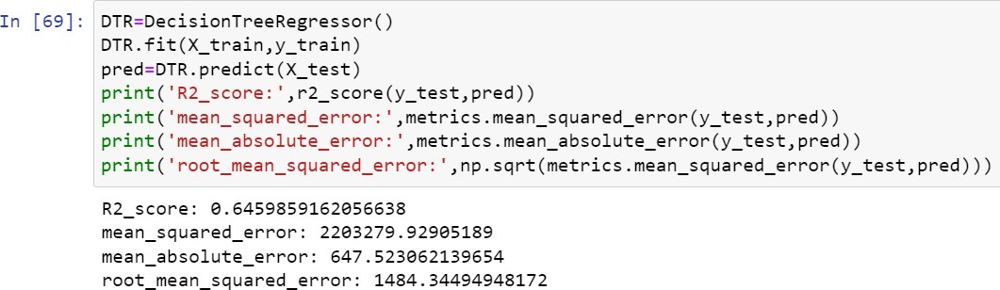 In [69]: DTR=DecisionTreeRegressor()
DTR.fit(X_train,y_train)
pred=DTR.predict(X_test)
print('R2_score:',r2_score(y_test,pred))
print('mean_squared_error:',metrics.mean_squared_error(y_test,pred))
print('mean_absolute_error:',metrics.mean_absolute_error(y_test,pred))
print('root_mean_squared_error:',np.sqrt(metrics.mean_squared_error(y_test,pred)))
R2_score: 0.6459859162056638
mean_squared_error: 2203279.92905189
mean_absolute_error: 647.523062139654
root_mean_squared_error: 1484.34494948172